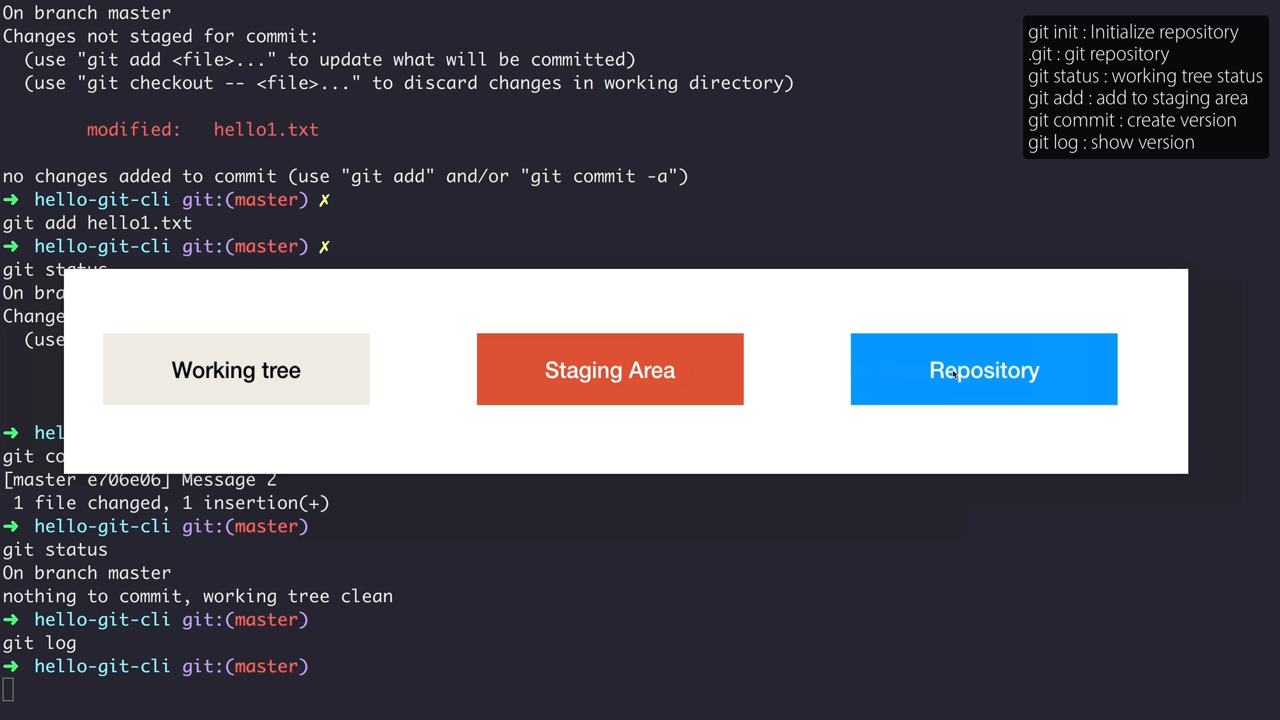 On branch master
Changes not staged for commit:
(use "git add <file>..." to update what will be committed)
(use "git checkout -- <file>..." to discard changes in working directory)
modified: hello1.txt
no changes added to commit (use "git add" and/or "git commit -a")
➜ hello-git-cli git:(master) ✗
git add hello1.txt
➜ hello-git-cli git:(master) ✗
git status
On bra
Change
(use
➜ hel
git co
[master e706e06] Message 2
1 file changed, 1 insertion(+)
➜ hello-git-cli git:(master)
git status
On branch master
nothing to commit, working tree clean
➜ hello-git-cli git:(master)
git log
➜ hello-git-cli git:(master)
git init : Initialize repository
.git : git repository
git status : working tree status
git add : add to staging area
git commit : create version
git log : show version
Working tree
Staging Area
Repository